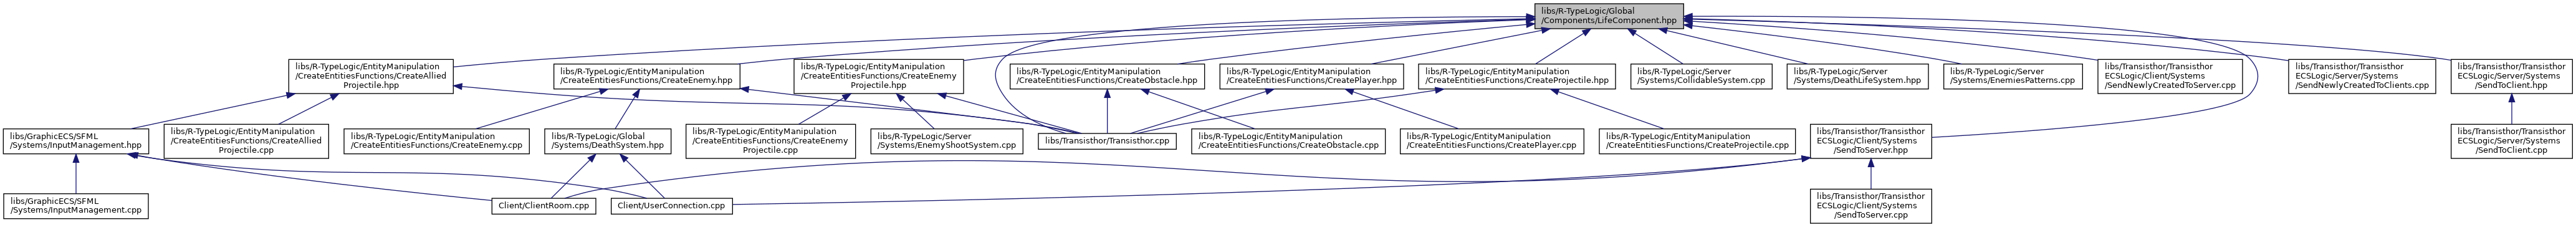 libs/R-TypeLogic/Global
/Components/LifeComponent.hpp
libs/R-TypeLogic/EntityManipulation
/CreateEntitiesFunctions/CreateAllied
Projectile.hpp
libs/R-TypeLogic/EntityManipulation
/CreateEntitiesFunctions/CreateEnemy.hpp
libs/R-TypeLogic/EntityManipulation
/CreateEntitiesFunctions/CreateEnemy
Projectile.hpp
libs/R-TypeLogic/EntityManipulation
/CreateEntitiesFunctions/CreateObstacle.hpp
libs/R-TypeLogic/EntityManipulation
/CreateEntitiesFunctions/CreatePlayer.hpp
libs/R-TypeLogic/EntityManipulation
/CreateEntitiesFunctions/CreateProjectile.hpp
libs/R-TypeLogic/Server
/Systems/CollidableSystem.cpp
libs/R-TypeLogic/Server
/Systems/DeathLifeSystem.hpp
libs/R-TypeLogic/Server
/Systems/EnemiesPatterns.cpp
libs/Transisthor/Transisthor
ECSLogic/Client/Systems
/SendNewlyCreatedToServer.cpp
libs/Transisthor/Transisthor
ECSLogic/Server/Systems
/SendNewlyCreatedToClients.cpp
libs/Transisthor/Transisthor
ECSLogic/Server/Systems
/SendToClient.hpp
libs/GraphicECS/SFML
/Systems/InputManagement.hpp
libs/R-TypeLogic/EntityManipulation
/CreateEntitiesFunctions/CreateAllied
Projectile.cpp
libs/R-TypeLogic/EntityManipulation
/CreateEntitiesFunctions/CreateEnemy.cpp
libs/R-TypeLogic/Global
/Systems/DeathSystem.hpp
libs/R-TypeLogic/EntityManipulation
/CreateEntitiesFunctions/CreateEnemy
Projectile.cpp
libs/R-TypeLogic/Server
/Systems/EnemyShootSystem.cpp
libs/Transisthor/Transisthor.cpp
libs/R-TypeLogic/EntityManipulation
/CreateEntitiesFunctions/CreateObstacle.cpp
libs/R-TypeLogic/EntityManipulation
/CreateEntitiesFunctions/CreatePlayer.cpp
libs/R-TypeLogic/EntityManipulation
/CreateEntitiesFunctions/CreateProjectile.cpp
libs/Transisthor/Transisthor
ECSLogic/Client/Systems
/SendToServer.hpp
libs/Transisthor/Transisthor
ECSLogic/Server/Systems
/SendToClient.cpp
libs/GraphicECS/SFML
/Systems/InputManagement.cpp
Client/ClientRoom.cpp
Client/UserConnection.cpp
libs/Transisthor/Transisthor
ECSLogic/Client/Systems
/SendToServer.cpp